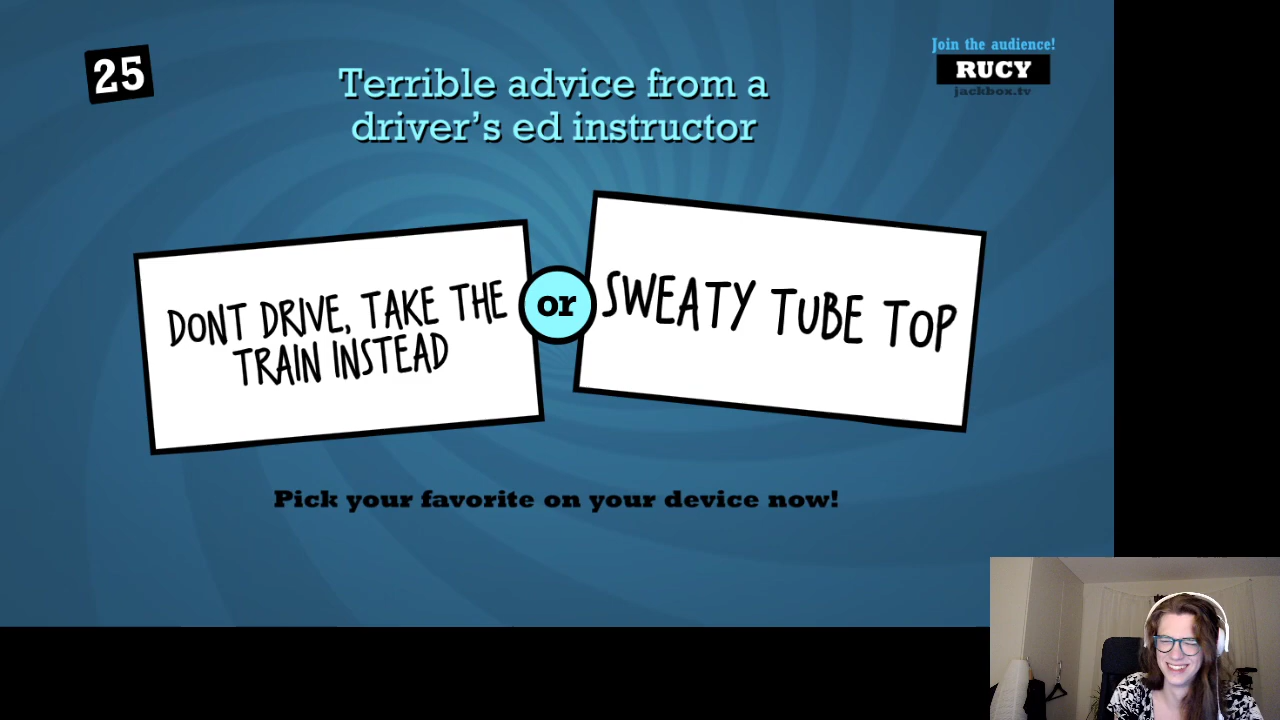 25
Terrible advice from a
driver's ed instructor
Join the audience!
RUCY
jackbox.tv
DONT DRIVE, TAKE THE
TRAIN INSTEAD
or
SWEATY TUBE TOP
Pick your favorite on your device now!